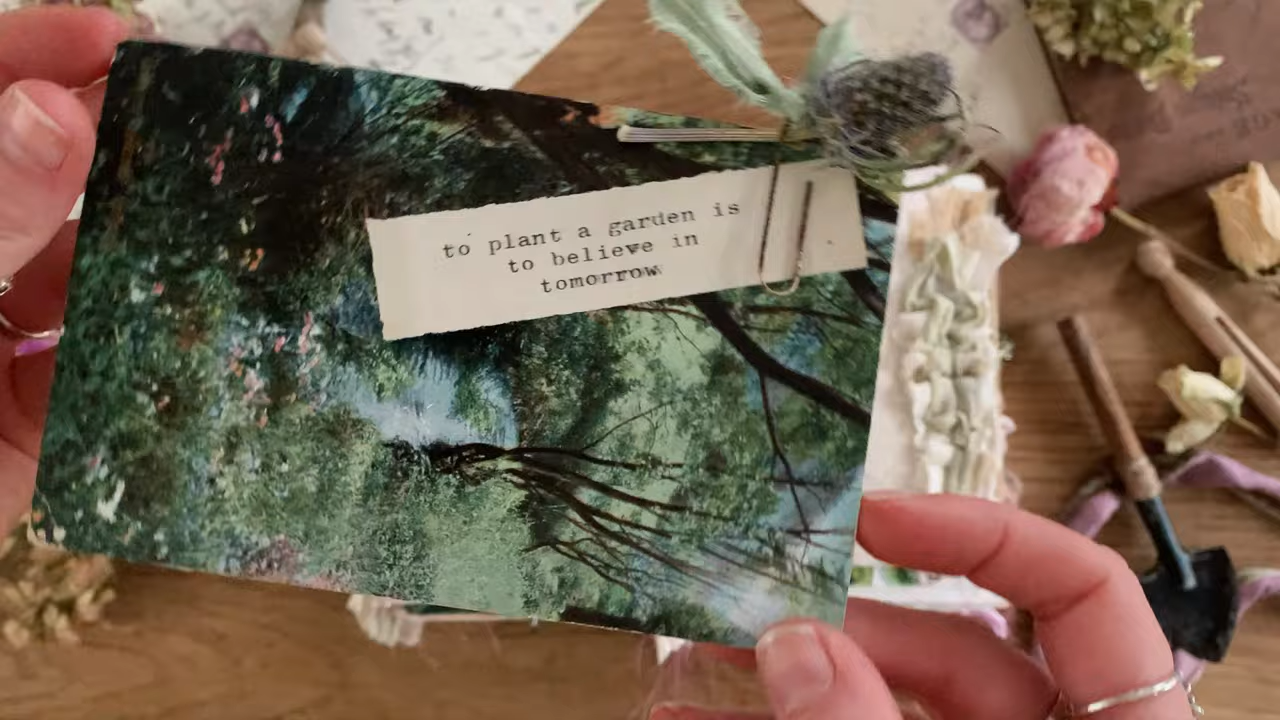 to plant a garden is
to believe in
tomorrow